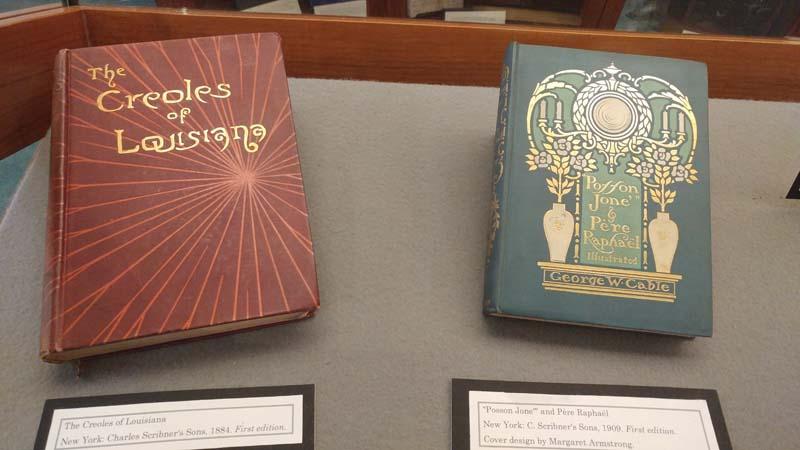 The
Creoles
of
Louisiana
Posson
Jone'"
&
Père
Raphaël
Illustrated
George·W·Cable
The Creoles of Louisiana
New York: Charles Scribner's Sons, 1884. First edition.
"Posson Jone'" and Père Raphaël
New York: C. Scribner's Sons, 1909. First edition.
Cover design by Margaret Armstrong.